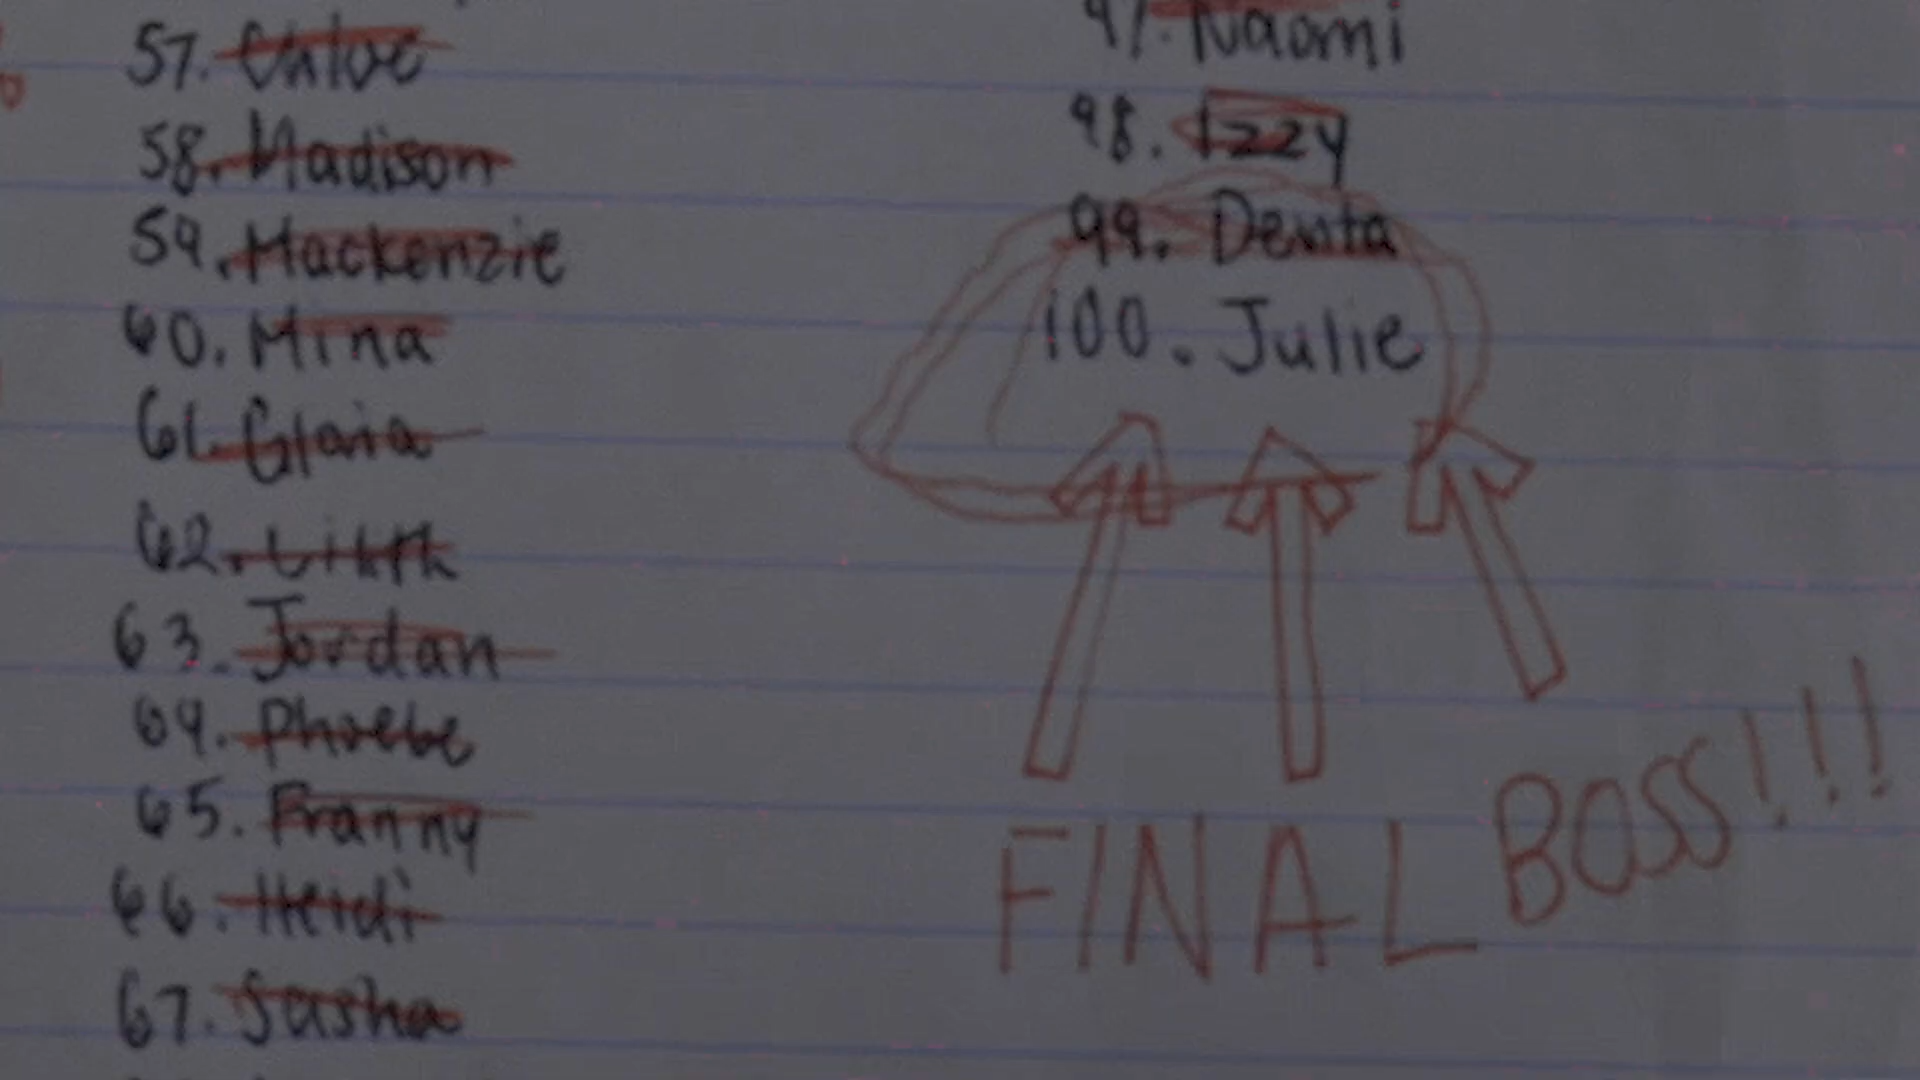 57. Chloe
58. Madison
59. Mackenzie
60. Mina
61.
62.
63. Jordan
64. Phoebe
65. Franny
66. Heidi
67. Sasha
97. Naomi
98. Izzy
99. Denta
100. Julie
FINAL BOSS!!!